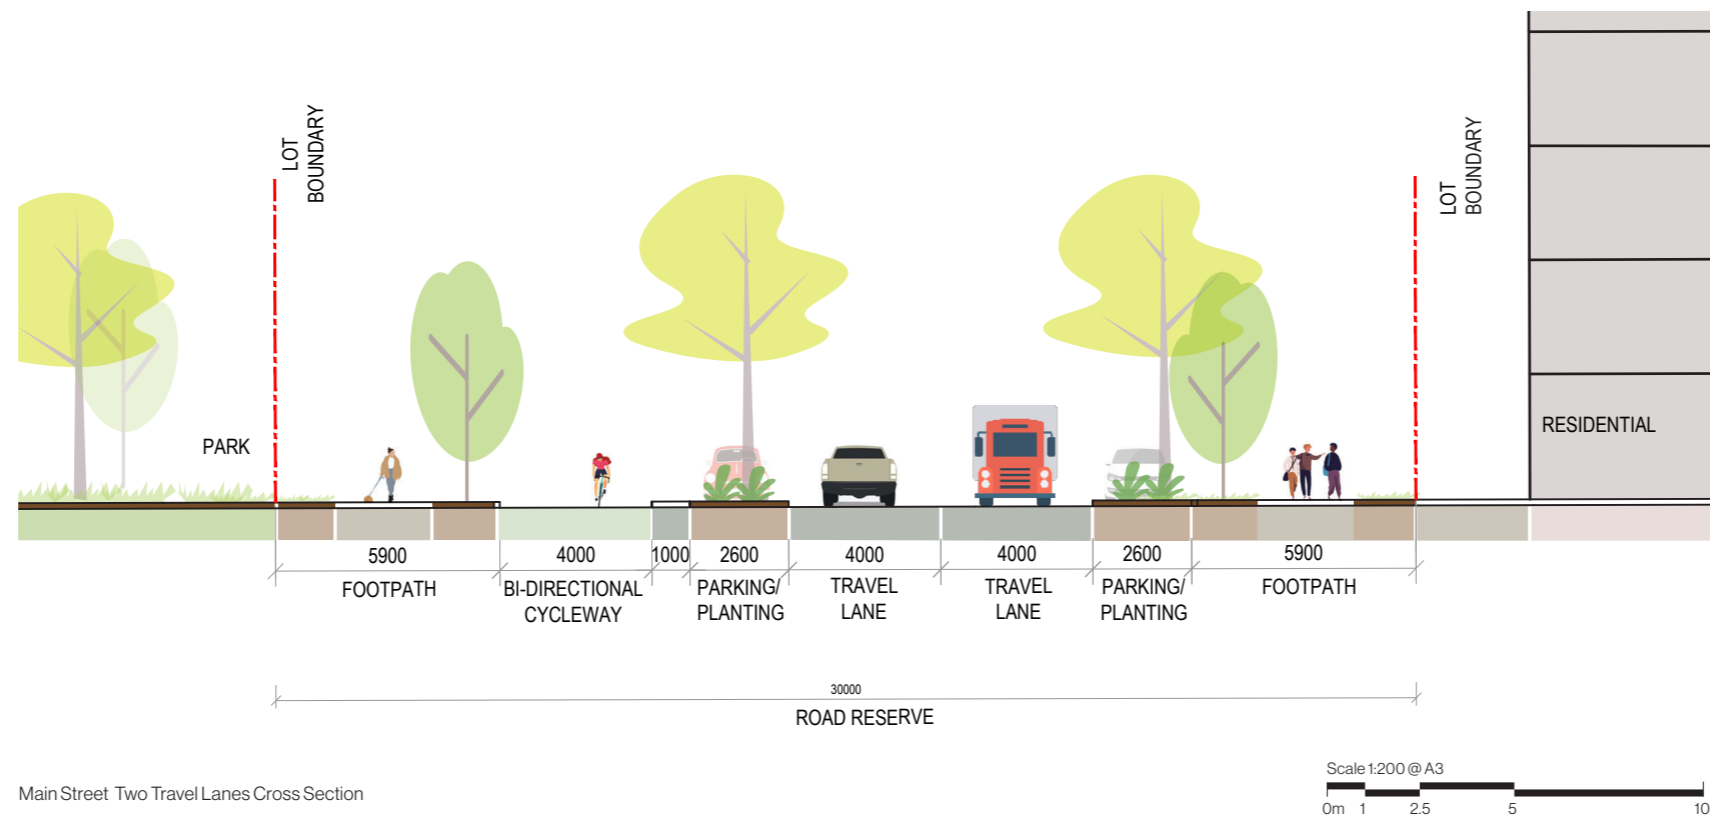 LOT
BOUNDARY
LOT
BOUNDARY
PARK
RESIDENTIAL
5900
4000
1000
2600
4000
4000
2600
5900
FOOTPATH
BI-DIRECTIONAL
CYCLEWAY
PARKING/
PLANTING
TRAVEL
LANE
TRAVEL
LANE
PARKING/
PLANTING
FOOTPATH
30000
ROAD RESERVE
Main Street Two Travel Lanes Cross Section
Scale 1:200 @ A3
0m 1 2.5 5 10